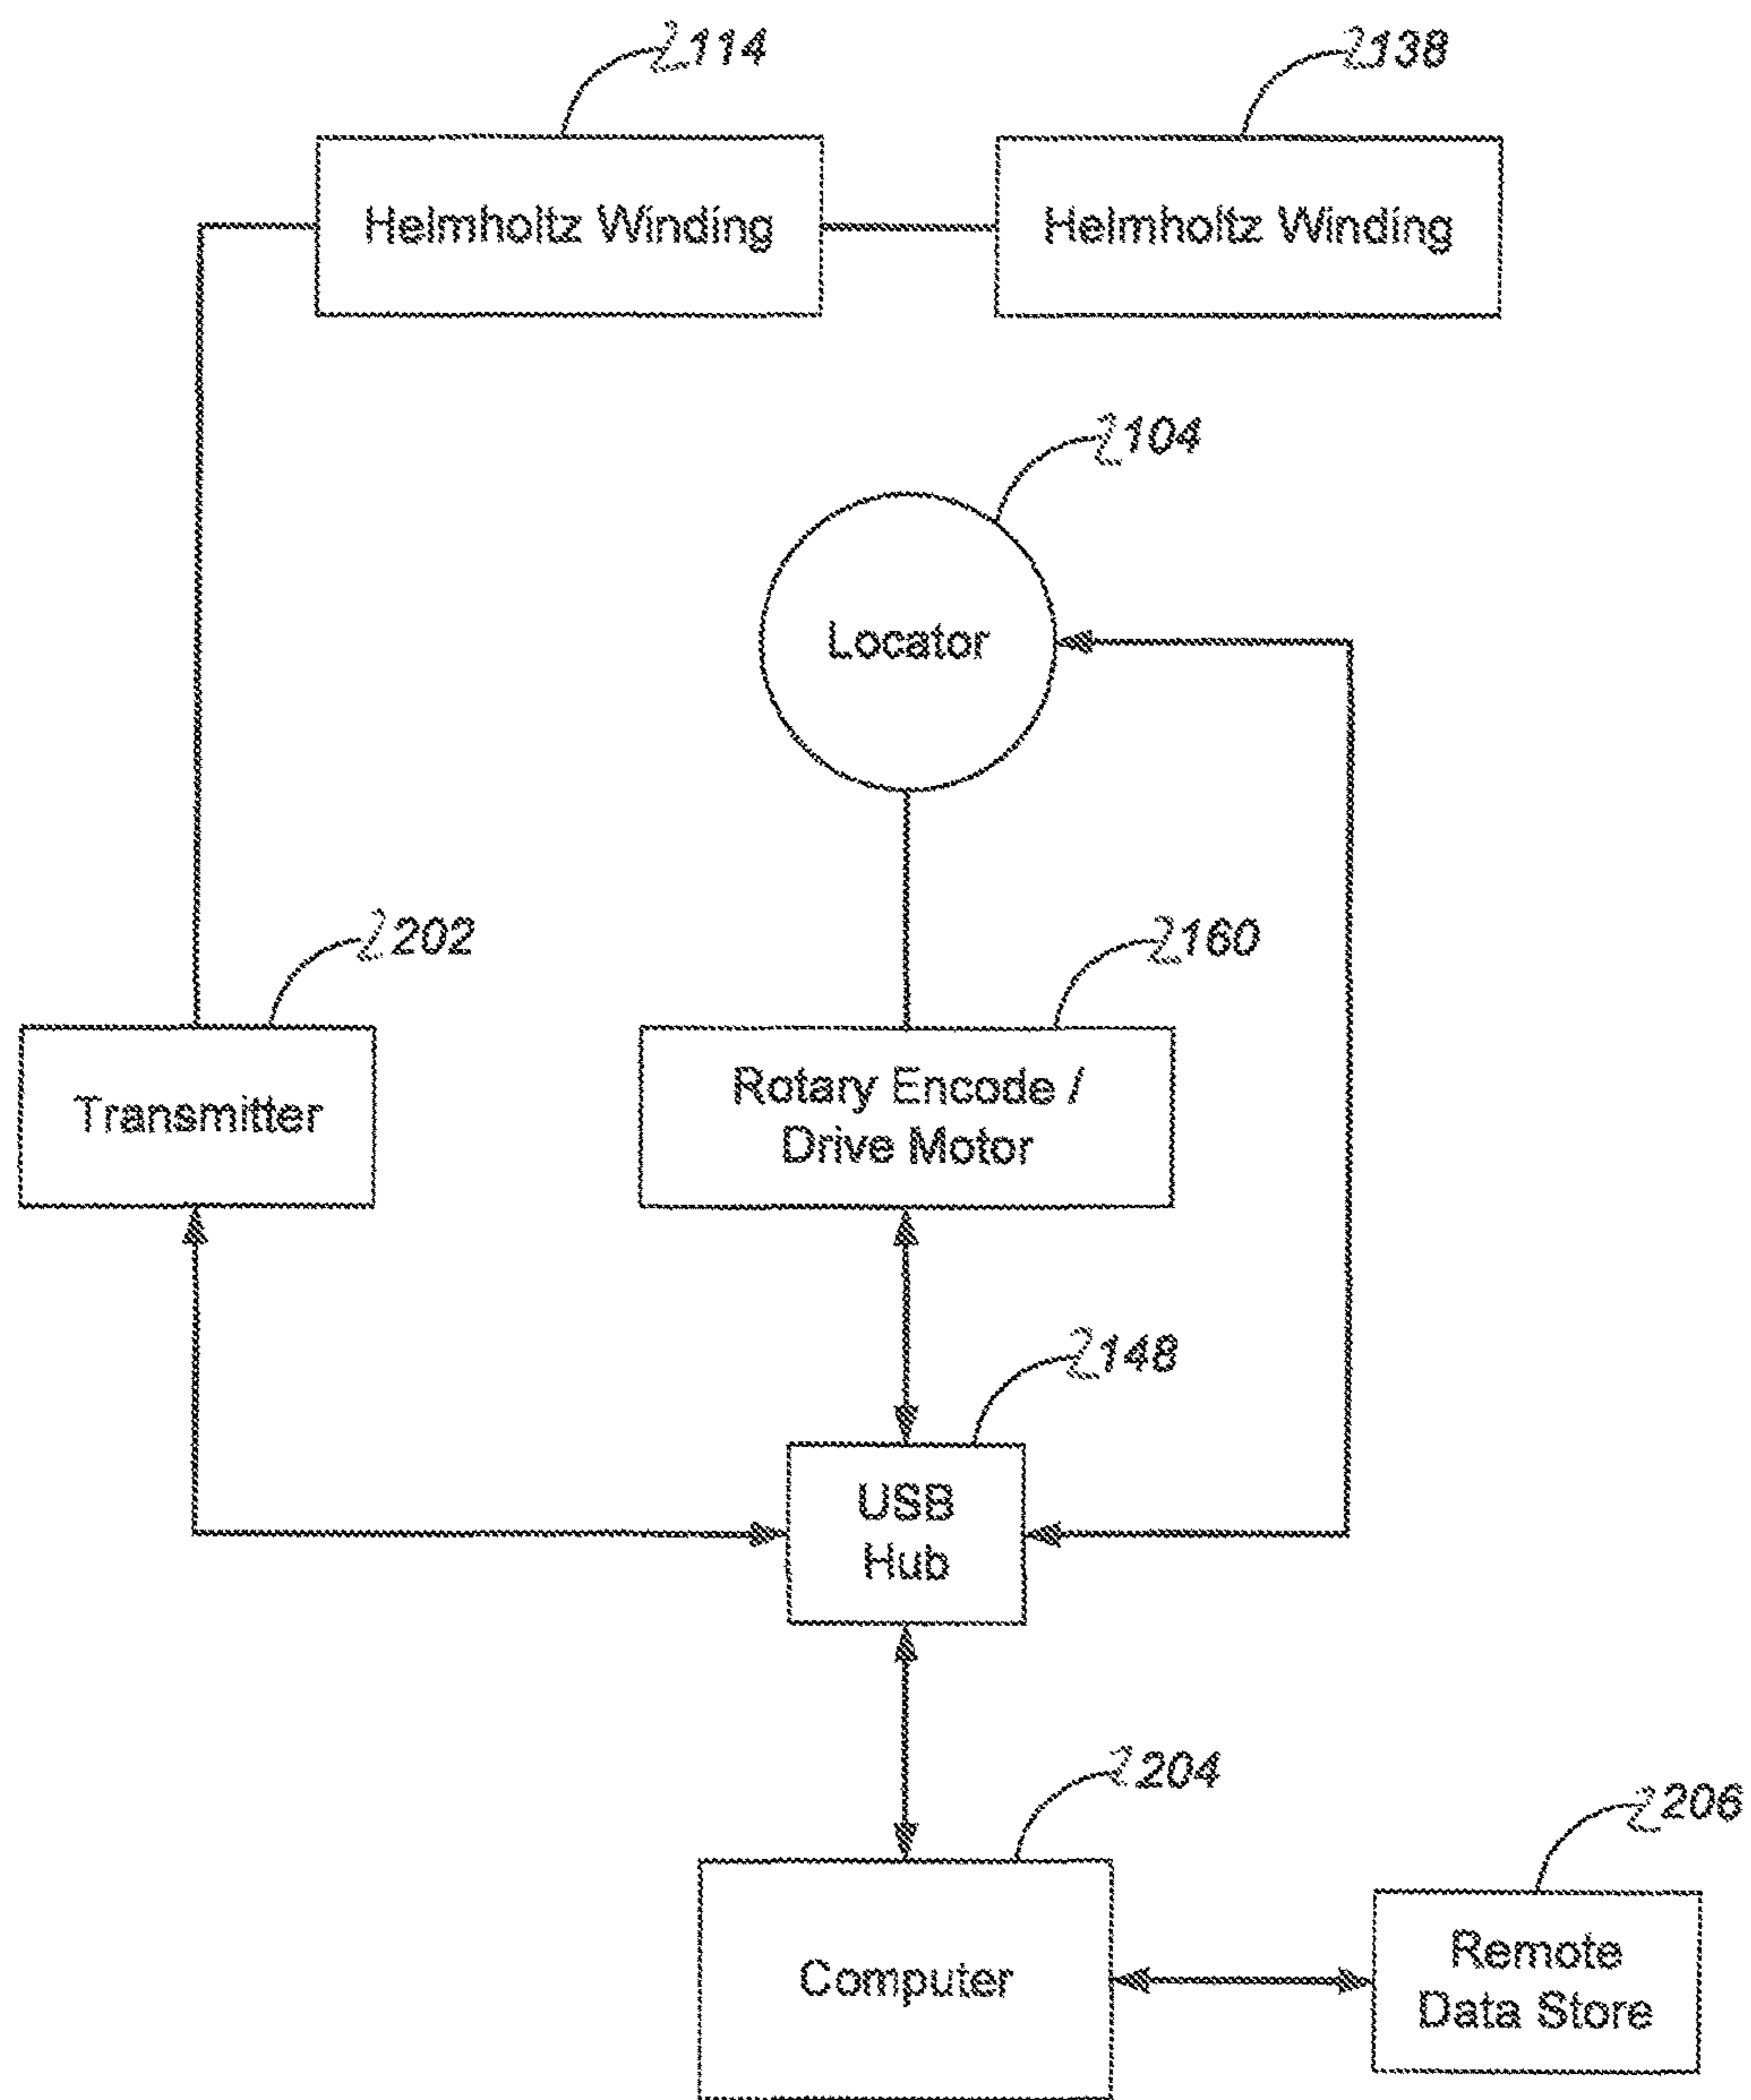 114
138
Helmholtz Winding
Helmholtz Winding
104
Locator
202
160
Transmitter
Rotary Encode /
Drive Motor
148
USB
Hub
204
206
Computer
Remote
Data Store